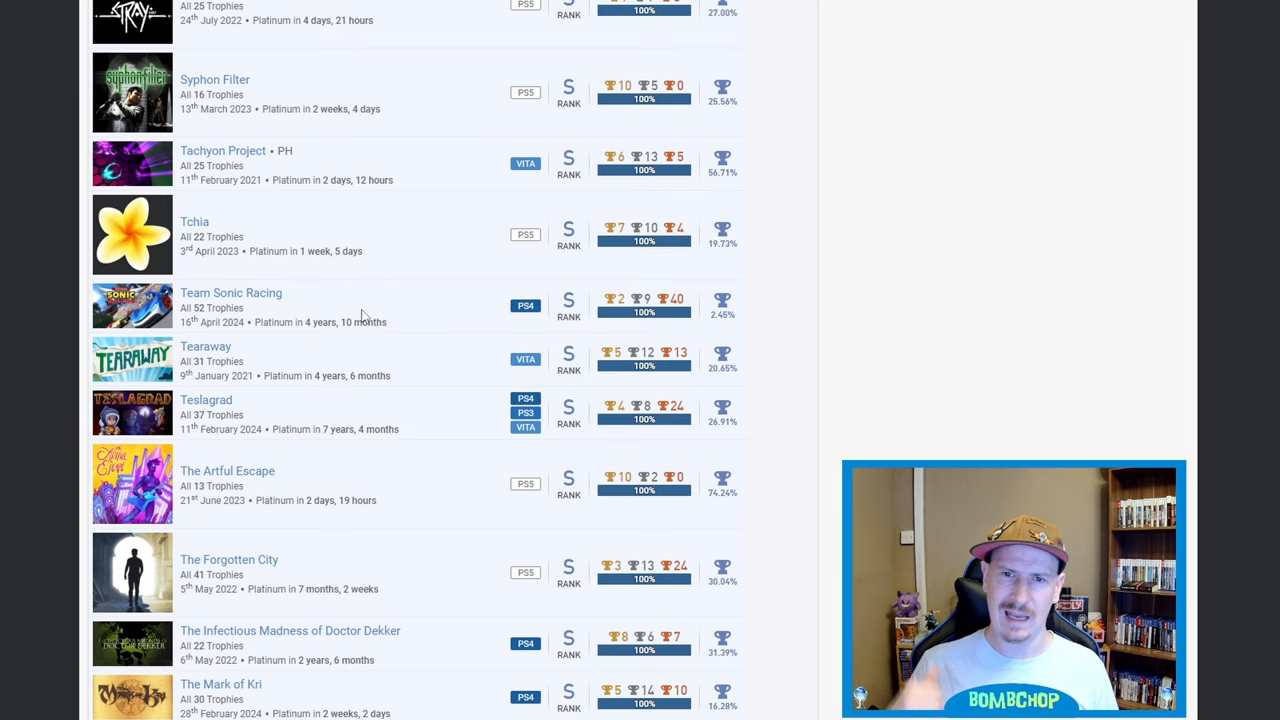 STRAY
All 25 Trophies
24th July 2022 • Platinum in 4 days, 21 hours
PS5
RANK
100%
27.00%
syphon filter
Syphon Filter
All 16 Trophies
13th March 2023 • Platinum in 2 weeks, 4 days
PS5
S
RANK
10 5 0
100%
25.56%
Tachyon Project • PH
All 25 Trophies
11th February 2021 • Platinum in 2 days, 12 hours
VITA
S
RANK
6 13 5
100%
56.71%
Tchia
All 22 Trophies
3rd April 2023 • Platinum in 1 week, 5 days
PS5
S
RANK
7 10 4
100%
19.73%
SONIC
Team Sonic Racing
All 52 Trophies
16th April 2024 • Platinum in 4 years, 10 months
PS4
S
RANK
2 9 40
100%
2.45%
TEARAWAY
Tearaway
All 31 Trophies
9th January 2021 • Platinum in 4 years, 6 months
VITA
S
RANK
5 12 13
100%
20.65%
TESLAGRAD
Teslagrad
All 37 Trophies
11th February 2024 • Platinum in 7 years, 4 months
PS4
PS3
VITA
S
RANK
4 8 24
100%
26.91%
The Artful Escape
All 13 Trophies
21st June 2023 • Platinum in 2 days, 19 hours
PS5
S
RANK
10 2 0
100%
74.24%
The Forgotten City
All 41 Trophies
5th May 2022 • Platinum in 7 months, 2 weeks
PS5
S
RANK
3 13 24
100%
30.04%
DOCTOR DEKKER
The Infectious Madness of Doctor Dekker
All 22 Trophies
6th May 2022 • Platinum in 2 years, 6 months
PS4
S
RANK
8 6 7
100%
31.39%
Mark of Kri
The Mark of Kri
All 30 Trophies
28th February 2024 • Platinum in 2 weeks, 2 days
PS4
S
RANK
5 14 10
100%
16.28%
BOMBCHOP